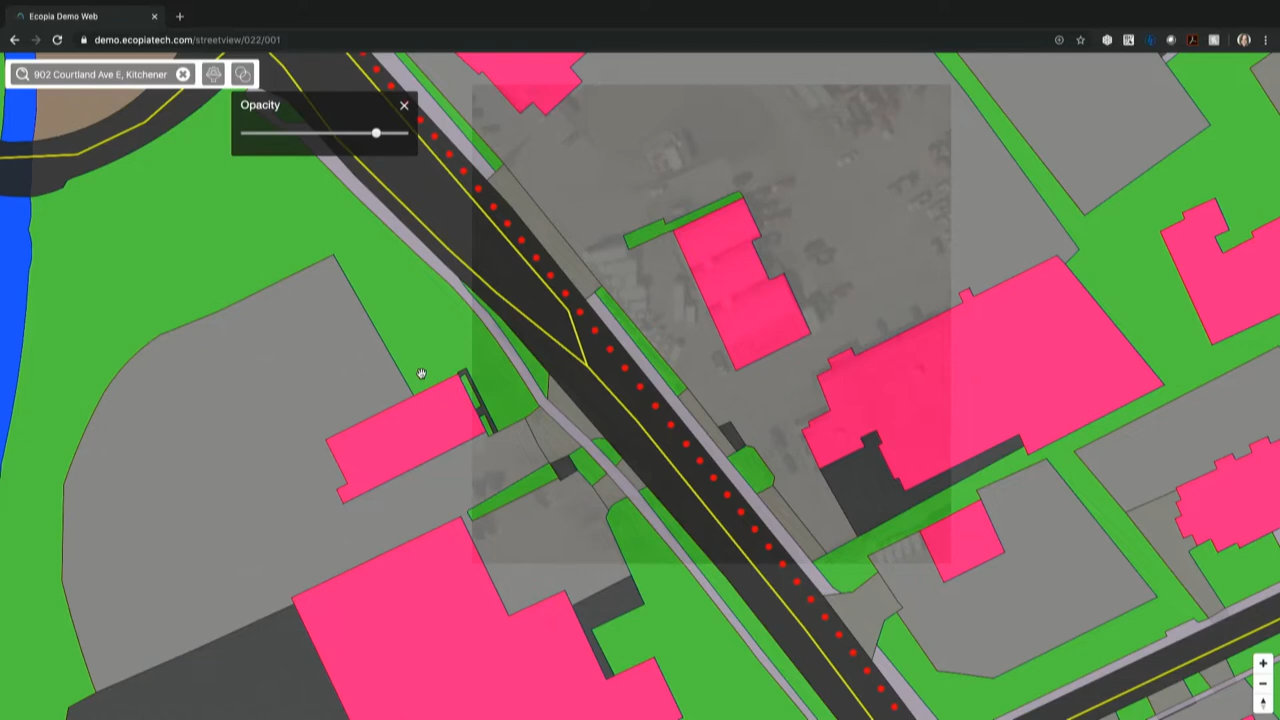 Ecopia Demo Web
demo.ecopiatech.com/streetview/022/001
902 Courtland Ave E, Kitchener
Opacity